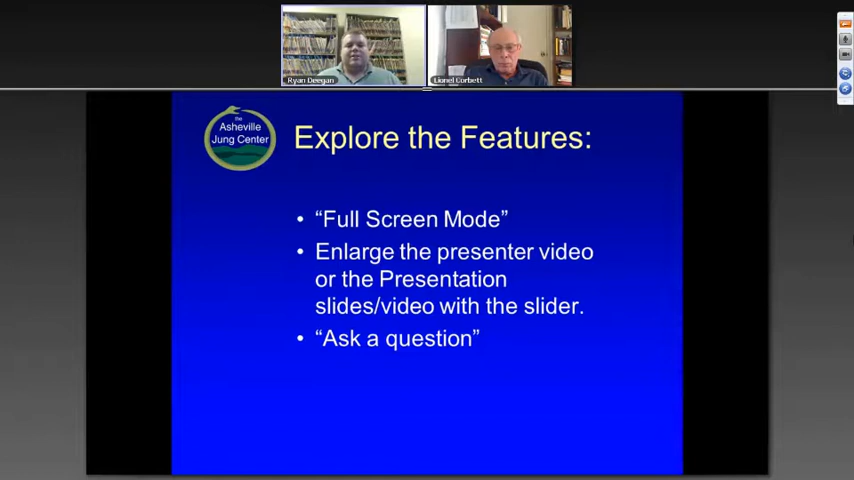 Ryan Deegan
Lionel Corbett
the
Asheville
Jung Center
Explore the Features:
• “Full Screen Mode”
• Enlarge the presenter video
or the Presentation
slides/video with the slider.
• “Ask a question”